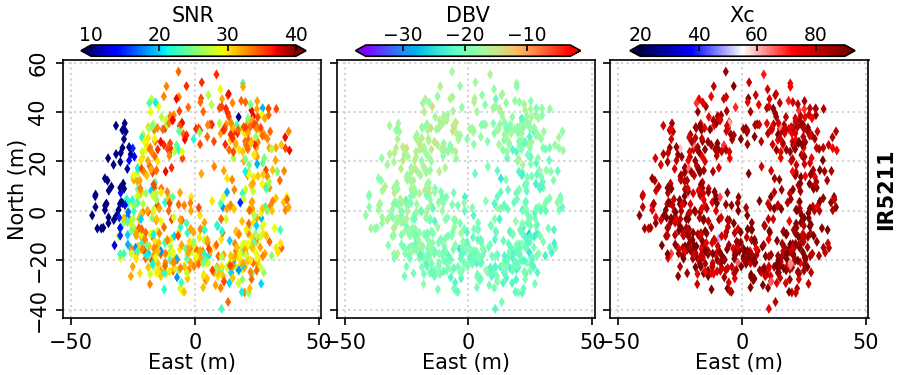 SNR DBV Xc
10 20 30 40 −30 −20 −10 20 40 60 80
60
40
20
0
−20
−40
North (m)
IR5211
−50 0 50 −50 0 50 −50 0 50
East (m) East (m) East (m)